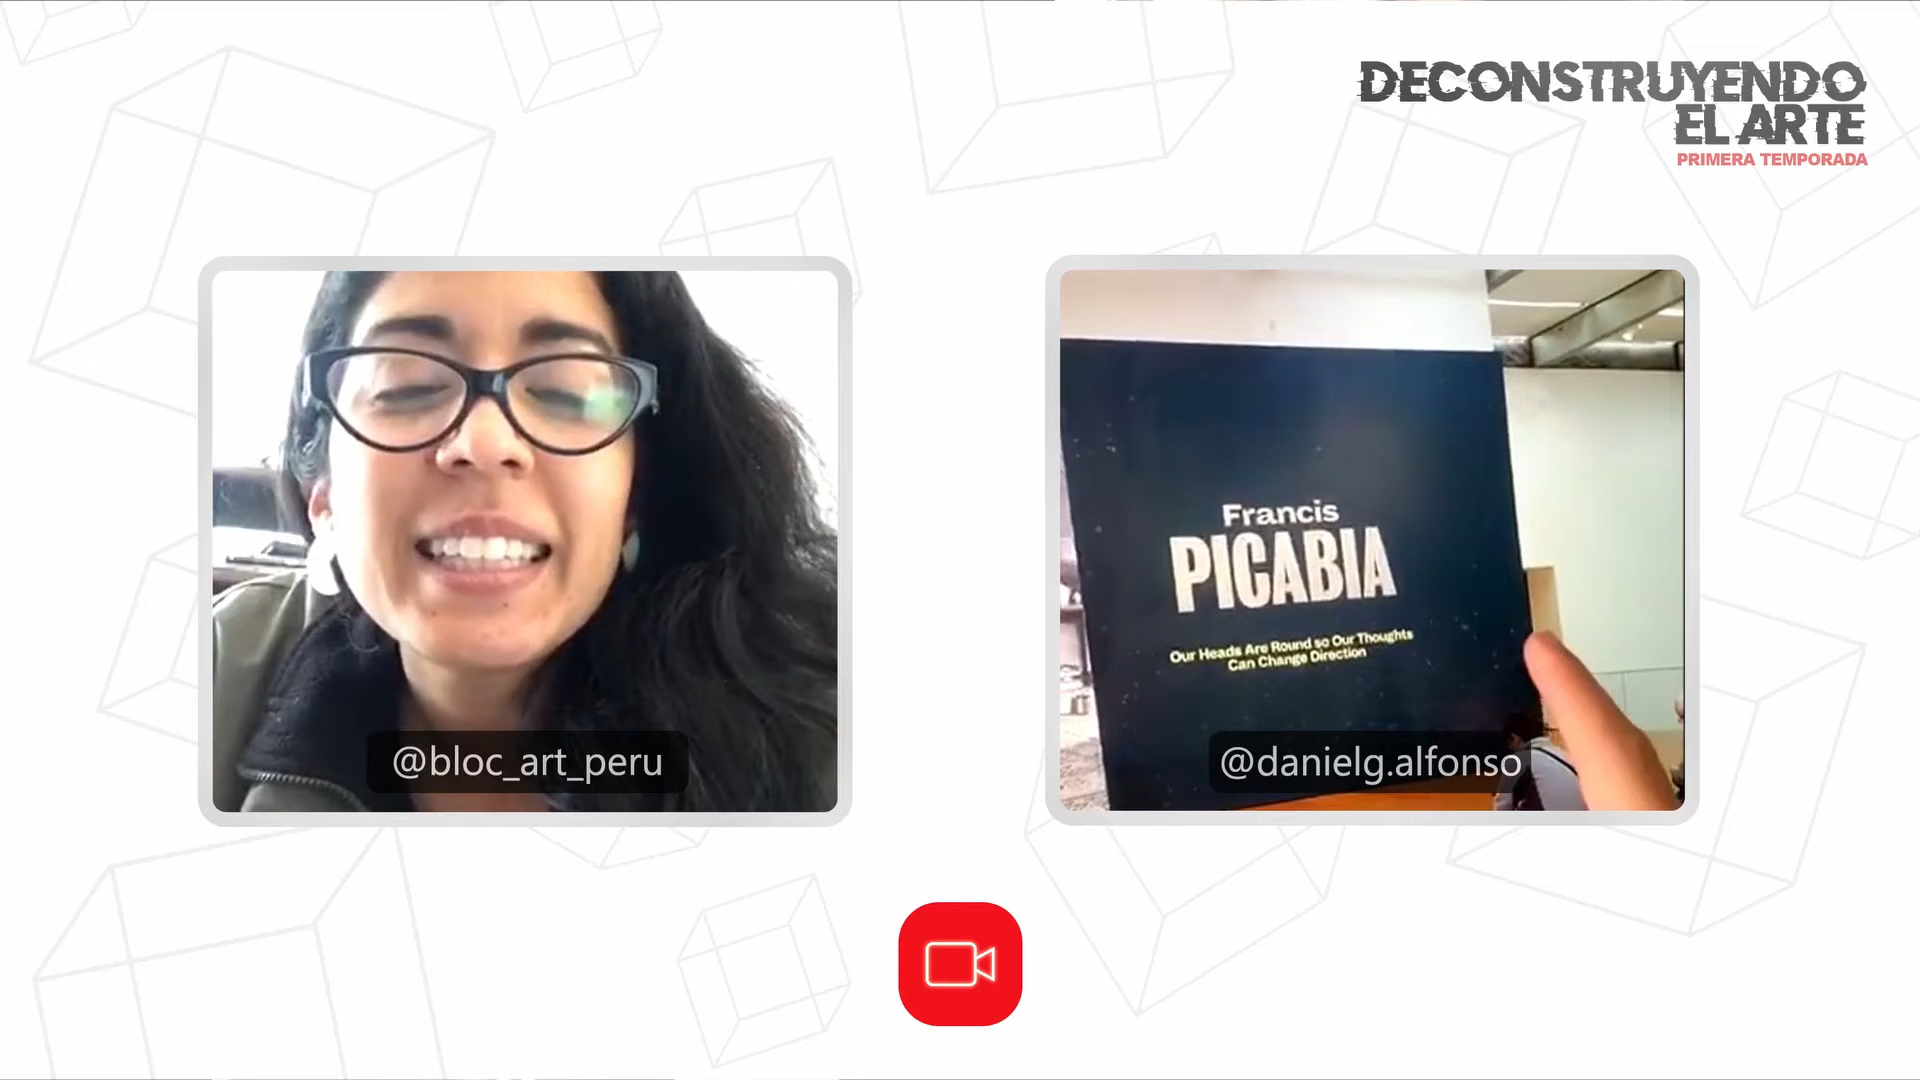 DECONSTRUYENDO
EL ARTE
PRIMERA TEMPORADA
Francis
PICABIA
Our Heads Are Round so Our Thoughts
Can Change Direction
@bloc_art_peru
@danielg.alfonso